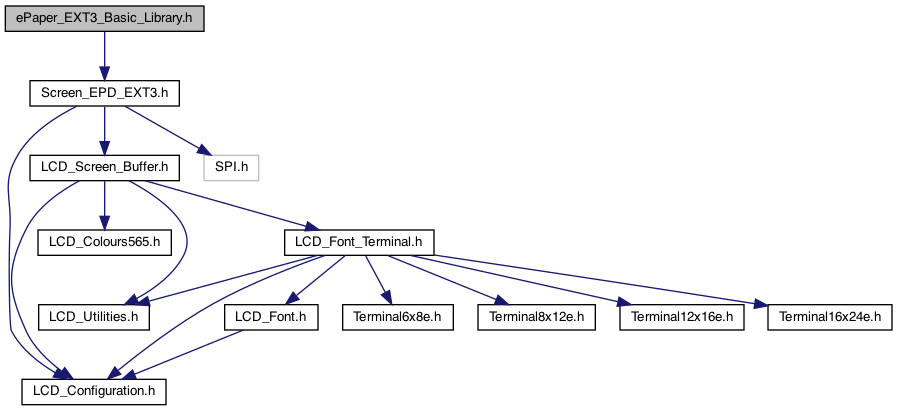 ePaper_EXT3_Basic_Library.h
Screen_EPD_EXT3.h
LCD_Screen_Buffer.h
SPI.h
LCD_Colours565.h
LCD_Font_Terminal.h
LCD_Utilities.h
LCD_Font.h
Terminal6x8e.h
Terminal8x12e.h
Terminal12x16e.h
Terminal16x24e.h
LCD_Configuration.h